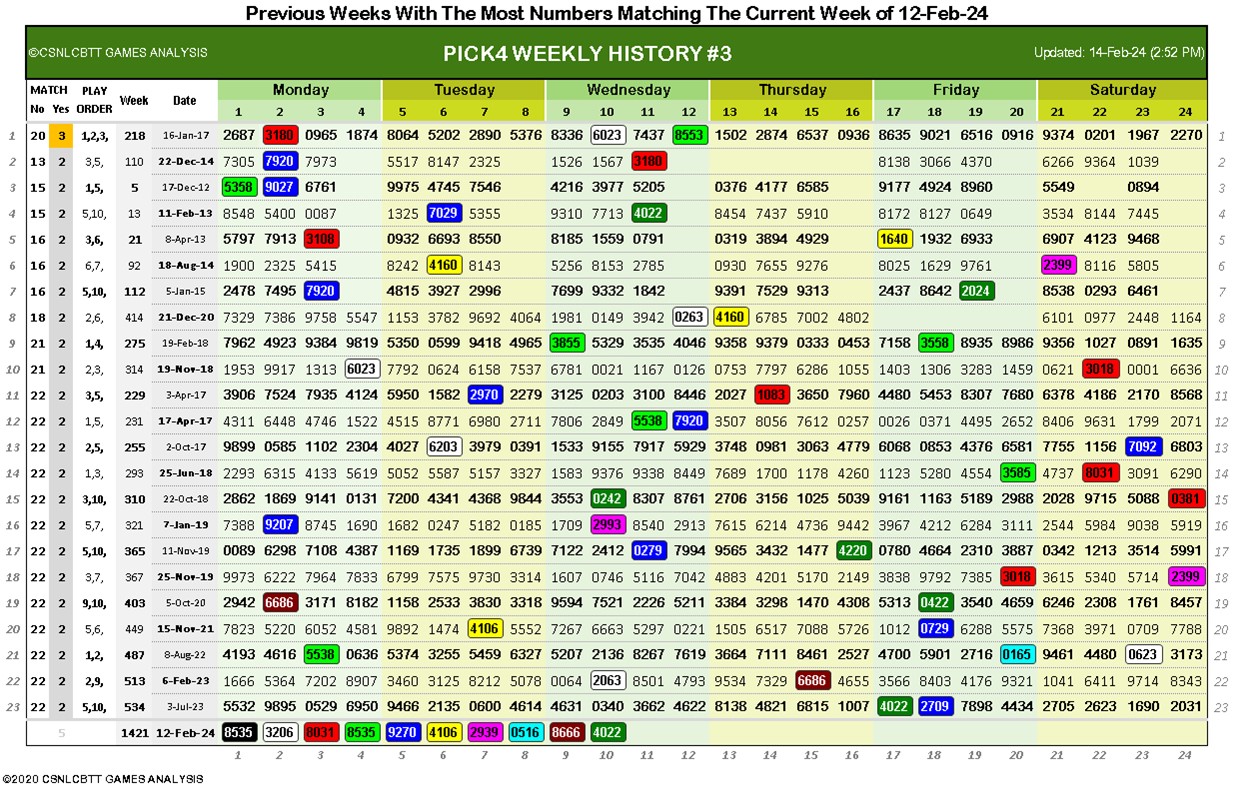 Previous Weeks With The Most Numbers Matching The Current Week of 12-Feb-24
©CSNLCBTT GAMES ANALYSIS PICK4 WEEKLY HISTORY #3 Updated: 14-Feb-24 (2:52 PM)
MATCH PLAY Week Date Monday Tuesday Wednesday Thursday Friday Saturday
No Yes ORDER 1 2 3 4 5 6 7 8 9 10 11 12 13 14 15 16 17 18 19 20 21 22 23 24
1 20 3 1,2,3, 218 16-Jan-17 2687 3180 0965 1874 8064 5202 2890 5376 8336 6023 7437 8553 1502 2874 6537 0936 8635 9021 6516 0916 9374 0201 1967 2270 1
2 13 2 3,5, 110 22-Dec-14 7305 7920 7973 5517 8147 2325 1526 1567 3180 8138 3066 4370 6266 9364 1039 2
3 15 2 1,5, 5 17-Dec-12 5358 9027 6761 9975 4745 7546 4216 3977 5205 0376 4177 6585 9177 4924 8960 5549 0894 3
4 15 2 5,10, 13 11-Feb-13 8548 5400 0087 1325 7029 5355 9310 7713 4022 8454 7437 5910 8172 8127 0649 3534 8144 7445 4
5 16 2 3,6, 21 8-Apr-13 5797 7913 3108 0932 6693 8550 8185 1559 0791 0319 3894 4929 1640 1932 6933 6907 4123 9468 5
6 16 2 6,7, 92 18-Aug-14 1900 2325 5415 8242 4160 8143 5256 8153 2785 0930 7655 9276 8025 1629 9761 2399 8116 5805 6
7 16 2 5,10, 112 5-Jan-15 2478 7495 7920 4815 3927 2996 7699 9332 1842 9391 7529 9313 2437 8642 2024 8538 0293 6461 7
8 18 2 2,6, 414 21-Dec-20 7329 7386 9758 5547 1153 3782 9692 4064 1981 0149 3942 0263 4160 6785 7002 4802 6101 0977 2448 1164 8
9 21 2 1,4, 275 19-Feb-18 7962 4923 9384 9819 5350 0599 9418 4965 3855 5329 3535 4046 9358 9379 0333 0453 7158 3558 8935 8986 9356 1027 0891 1635 9
10 21 2 2,3, 314 19-Nov-18 1953 9917 1313 6023 7792 0624 6158 7537 6781 0021 1167 0126 0753 7797 6286 1055 1403 1306 3283 1459 0621 3018 0001 6636 10
11 22 2 3,5, 229 3-Apr-17 3906 7524 7935 4124 5950 1582 2970 2279 3125 0203 3100 8446 2027 1083 3650 7960 4480 5453 8307 7680 6378 4186 2170 8568 11
12 22 2 1,5, 231 17-Apr-17 4311 6448 4746 1522 4515 8771 6980 2711 7806 2849 5538 7920 3507 8056 7612 0257 0026 0371 4495 2652 8406 9631 1799 2071 12
13 22 2 2,5, 255 2-Oct-17 9899 0585 1102 2304 4027 6203 3979 0391 1533 9155 7917 5929 3748 0981 3063 4779 6068 0853 4376 6581 7755 1156 7092 6803 13
14 22 2 1,3, 293 25-Jun-18 2293 6315 4133 5619 5052 5587 5157 3327 1583 9376 9338 8449 7689 1700 1178 4260 1123 5280 4554 3585 4737 8031 3091 6290 14
15 22 2 3,10, 310 22-Oct-18 2862 1869 9141 0131 7200 4341 4368 9844 3553 0242 8307 8761 2706 3156 1025 5039 9161 1163 5189 2988 2028 9715 5088 0381 15
16 22 2 5,7, 321 7-Jan-19 7388 9207 8745 1690 1682 0247 5182 0185 1709 2993 8540 2913 7615 6214 4736 9442 3967 4212 6284 3111 2544 5984 9038 5919 16
17 22 2 5,10, 365 11-Nov-19 0089 6298 7108 4387 1169 1735 1899 6739 7122 2412 0279 7994 9565 3432 1477 4220 0780 4664 2310 3887 0342 1213 3514 5991 17
18 22 2 3,7, 367 25-Nov-19 9973 6222 7964 7833 6799 7575 9730 3314 1607 0746 5116 7042 4883 4201 5170 2149 3838 9792 7385 3018 3615 5340 5714 2399 18
19 22 2 9,10, 403 5-Oct-20 2942 6686 3171 8182 1158 2533 3830 3318 9594 7521 2226 5211 3384 3298 1470 4308 5313 0422 3540 4659 6246 2308 1761 8457 19
20 22 2 5,6, 449 15-Nov-21 7823 5220 6052 4581 9892 1474 4106 5552 7267 6663 5297 0221 1505 6517 7088 5726 1012 0729 6288 5575 7368 3971 0709 7788 20
21 22 2 1,2, 487 8-Aug-22 4193 4616 5538 0636 5374 3255 5459 6327 5207 2136 8267 7619 3664 7111 8461 2527 4700 5901 2716 0165 9461 4480 0623 3173 21
22 22 2 2,9, 513 6-Feb-23 1666 5364 7202 8907 3460 3125 8212 5078 0064 2063 8501 4793 9534 7329 6686 4655 3566 8403 4176 9321 1041 6411 9714 8343 22
23 22 2 5,10, 534 3-Jul-23 5532 9895 0529 6950 9466 2135 0600 4614 4631 0340 3662 4622 8138 4821 6815 1007 4022 2709 7898 4434 2705 2623 1690 2031 23
5 1421 12-Feb-24 8535 3206 8031 8535 9270 4106 2939 0516 8666 4022
1 2 3 4 5 6 7 8 9 10 11 12 13 14 15 16 17 18 19 20 21 22 23 24
©2020 CSNLCBTT GAMES ANALYSIS